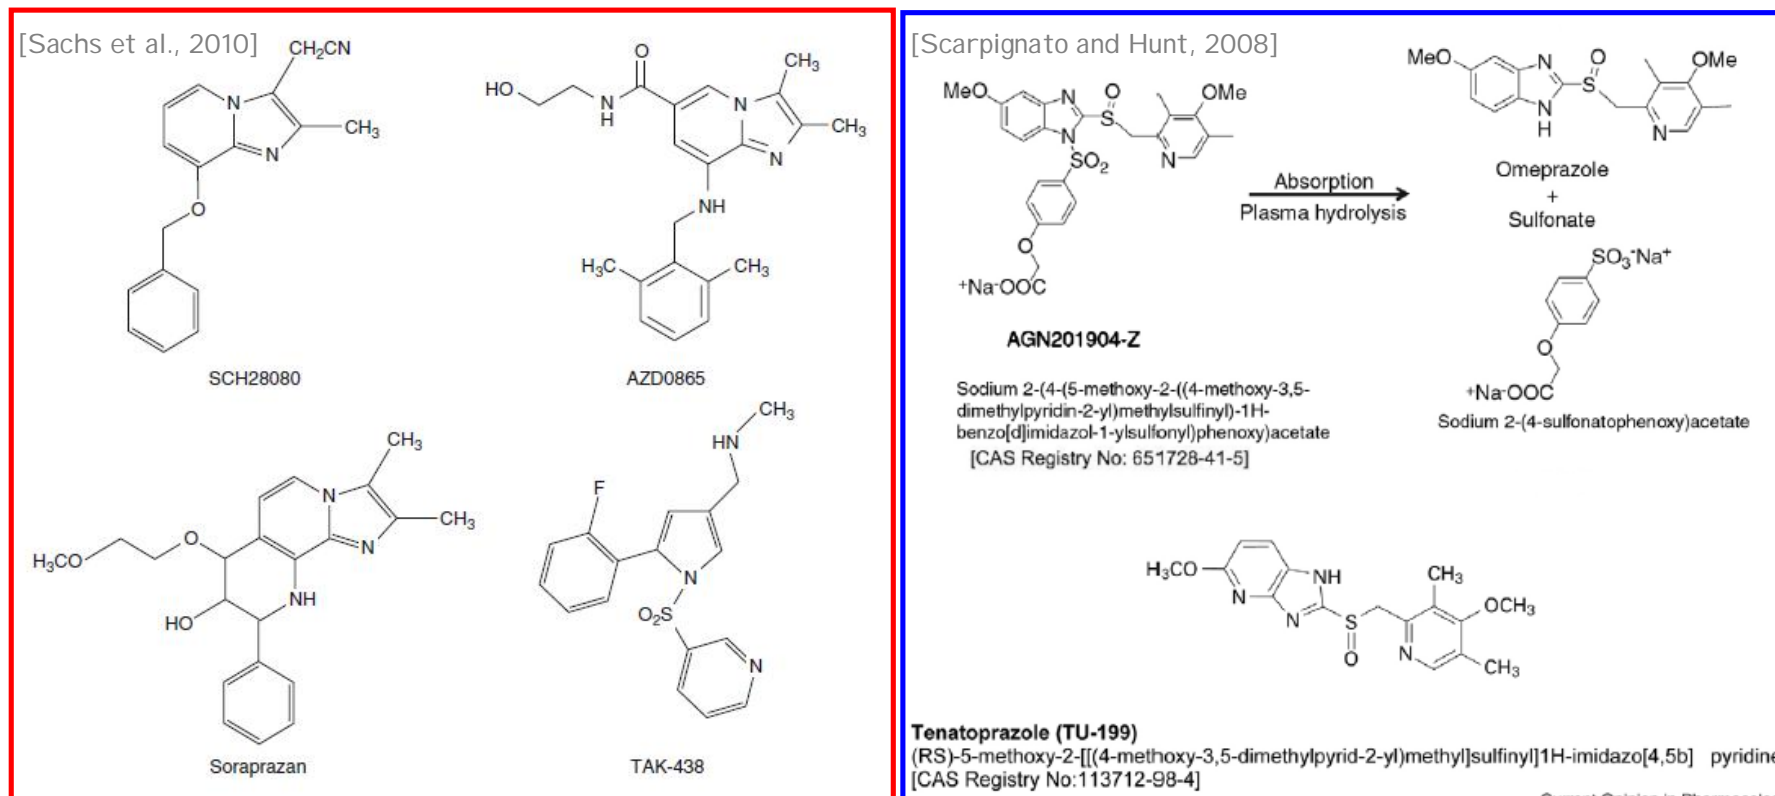 [Sachs et al., 2010]
CH₂CN
N
CH₃
N
O
SCH28080
O
HO
N
H
CH₃
N
CH₃
N
NH
H₃C
CH₃
AZD0865
CH₃
N
CH₃
N
O
H₃CO
NH
HO
Soraprazan
CH₃
HN
F
N
O₂S
N
TAK-438
[Scarpignato and Hunt, 2008]
MeO
N
O
S
OMe
N
N
SO₂
O
⁺Na⁻OOC
AGN201904-Z
Sodium 2-(4-(5-methoxy-2-((4-methoxy-3,5-
dimethylpyridin-2-yl)methylsulfinyl)-1H-
benzo[d]imidazol-1-ylsulfonyl)phenoxy)acetate
[CAS Registry No: 651728-41-5]
Absorption
Plasma hydrolysis
MeO
N
O
S
OMe
N
H
N
Omeprazole
+
Sulfonate
SO₃⁻Na⁺
O
⁺Na⁻OOC
Sodium 2-(4-sulfonatophenoxy)acetate
H₃CO
NH
N
N
S
O
CH₃
OCH₃
N
CH₃
Tenatoprazole (TU-199)
(RS)-5-methoxy-2-[[(4-methoxy-3,5-dimethylpyrid-2-yl)methyl]sulfinyl]1H-imidazo[4,5b] pyridine
[CAS Registry No:113712-98-4]